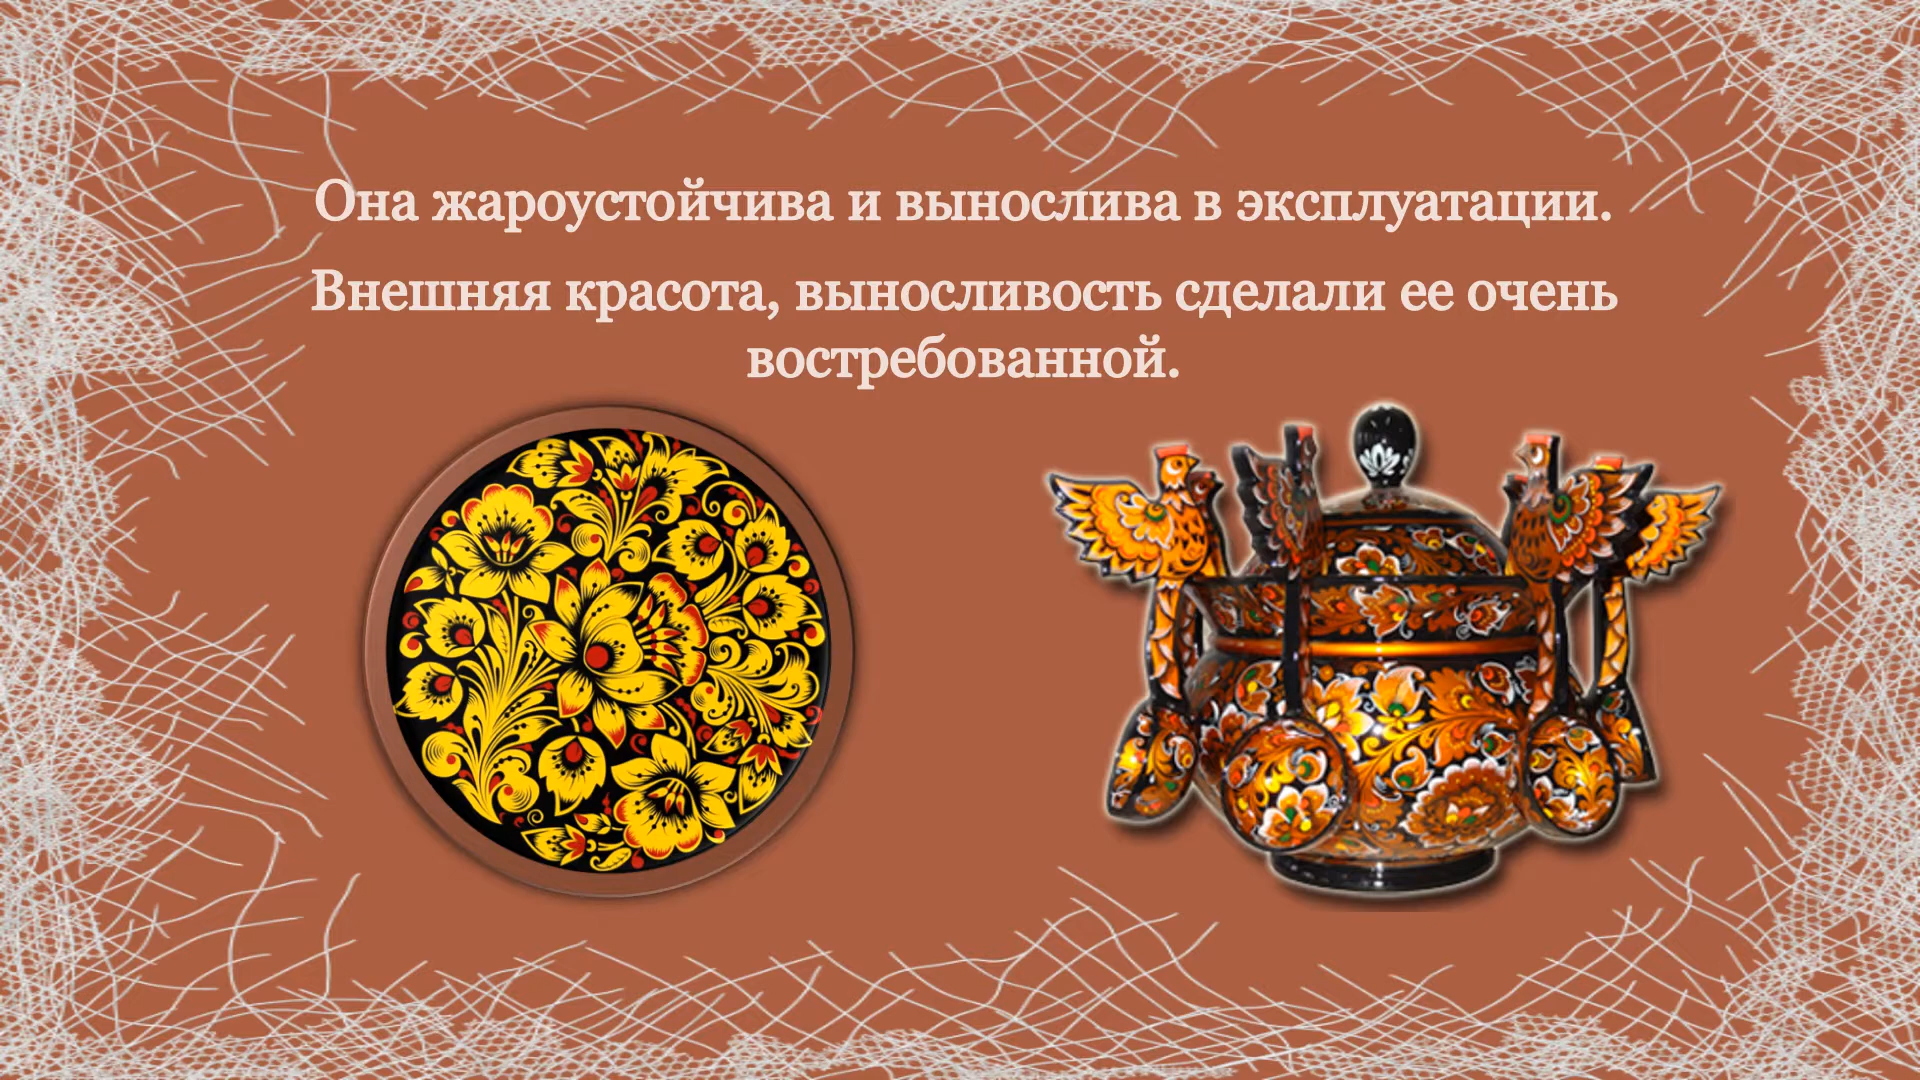 Она жароустойчива и вынослива в эксплуатации.
Внешняя красота, выносливость сделали ее очень
востребованной.